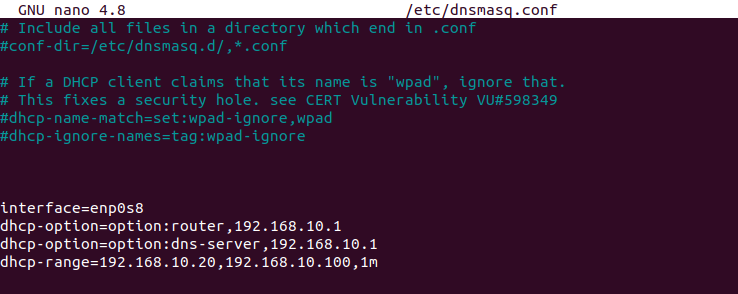 GNU nano 4.8 /etc/dnsmasq.conf
# Include all files in a directory which end in .conf
#conf-dir=/etc/dnsmasq.d/,*.conf
# If a DHCP client claims that its name is "wpad", ignore that.
# This fixes a security hole. see CERT Vulnerability VU#598349
#dhcp-name-match=set:wpad-ignore,wpad
#dhcp-ignore-names=tag:wpad-ignore
interface=enp0s8
dhcp-option=option:router,192.168.10.1
dhcp-option=option:dns-server,192.168.10.1
dhcp-range=192.168.10.20,192.168.10.100,1m